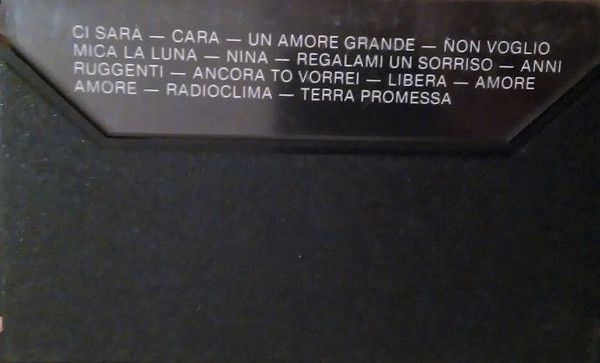 CI SARÀ — CARA — UN AMORE GRANDE — NON VOGLIO
MICA LA LUNA — NINA — REGALAMI UN SORRISO — ANNI
RUGGENTI — ANCORA TO VORREI — LIBERA — AMORE
AMORE — RADIOCLIMA — TERRA PROMESSA